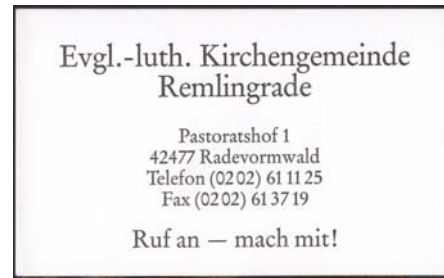 Evgl.-luth. Kirchengemeinde
Remlingrade
Pastoratshof 1
42477 Radevormwald
Telefon (02 02) 61 11 25
Fax (02 02) 61 37 19
Ruf an — mach mit!